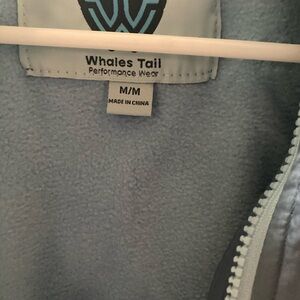 Whales Tail
Performance Wear
M/M
MADE IN CHINA